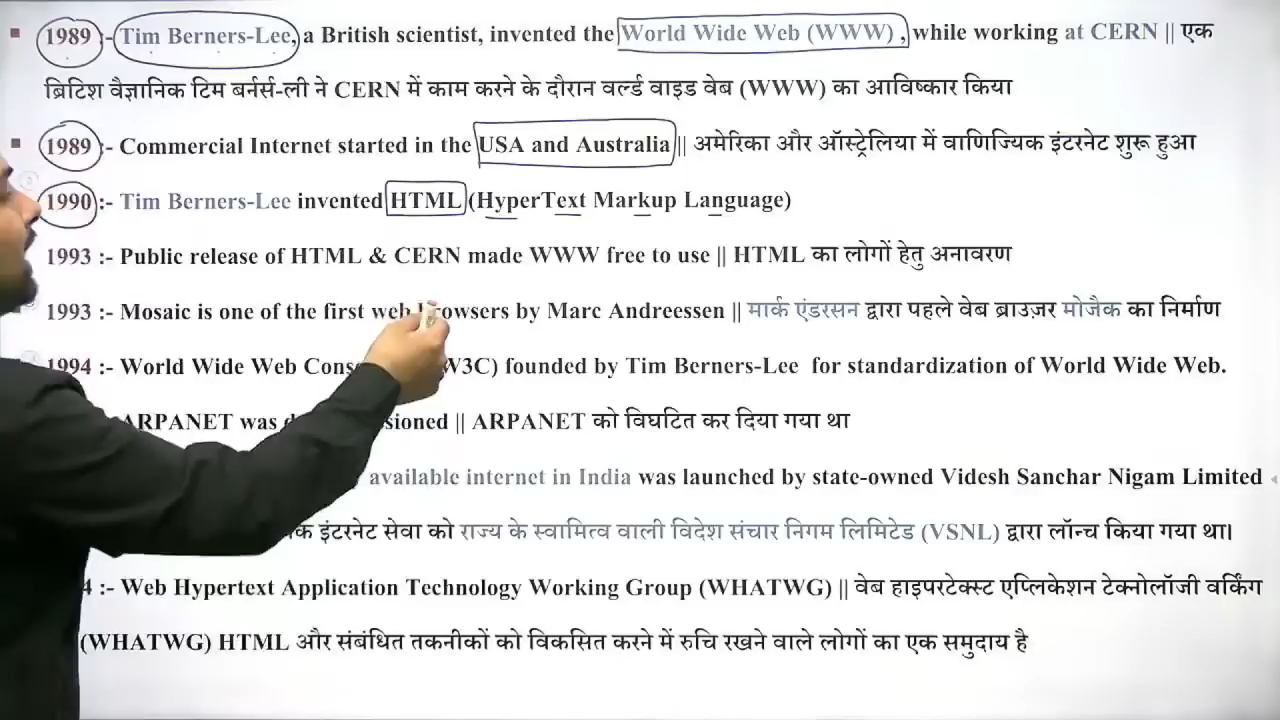 1989 :- Tim Berners-Lee, a British scientist, invented the World Wide Web (WWW) , while working at CERN || एक
ब्रिटिश वैज्ञानिक टिम बर्नर्स-ली ने CERN में काम करने के दौरान वर्ल्ड वाइड वेब (WWW) का आविष्कार किया
1989 :- Commercial Internet started in the USA and Australia || अमेरिका और ऑस्ट्रेलिया में वाणिज्यिक इंटरनेट शुरू हुआ
1990 :- Tim Berners-Lee invented HTML (HyperText Markup Language)
1993 :- Public release of HTML & CERN made WWW free to use || HTML का लोगों हेतु अनावरण
1993 :- Mosaic is one of the first web browsers by Marc Andreessen || मार्क एंडरसन द्वारा पहले वेब ब्राउज़र मोजैक का निर्माण
1994 :- World Wide Web W3C) founded by Tim Berners-Lee for standardization of World Wide Web.
ARPANET was || ARPANET को विघटित कर दिया गया था
available internet in India was launched by state-owned Videsh Sanchar Nigam Limited
इंटरनेट सेवा को राज्य के स्वामित्व वाली विदेश संचार निगम लिमिटेड (VSNL) द्वारा लॉन्च किया गया था।
:- Web Hypertext Application Technology Working Group (WHATWG) || वेब हाइपरटेक्स्ट एप्लिकेशन टेक्नोलॉजी वर्किंग
(WHATWG) HTML और संबंधित तकनीकों को विकसित करने में रुचि रखने वाले लोगों का एक समुदाय है